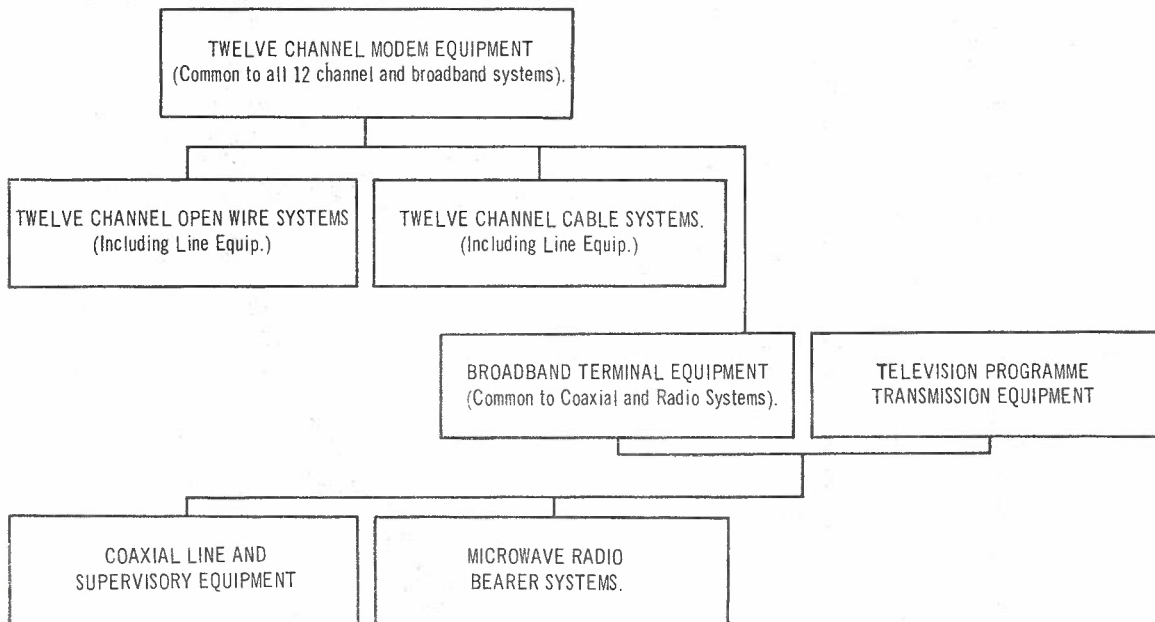 TWELVE CHANNEL MODEM EQUIPMENT
(Common to all 12 channel and broadband systems).
TWELVE CHANNEL OPEN WIRE SYSTEMS
(Including Line Equip.)
TWELVE CHANNEL CABLE SYSTEMS.
(Including Line Equip.)
BROADBAND TERMINAL EQUIPMENT
(Common to Coaxial and Radio Systems).
TELEVISION PROGRAMME
TRANSMISSION EQUIPMENT
COAXIAL LINE AND
SUPERVISORY EQUIPMENT
MICROWAVE RADIO
BEARER SYSTEMS.